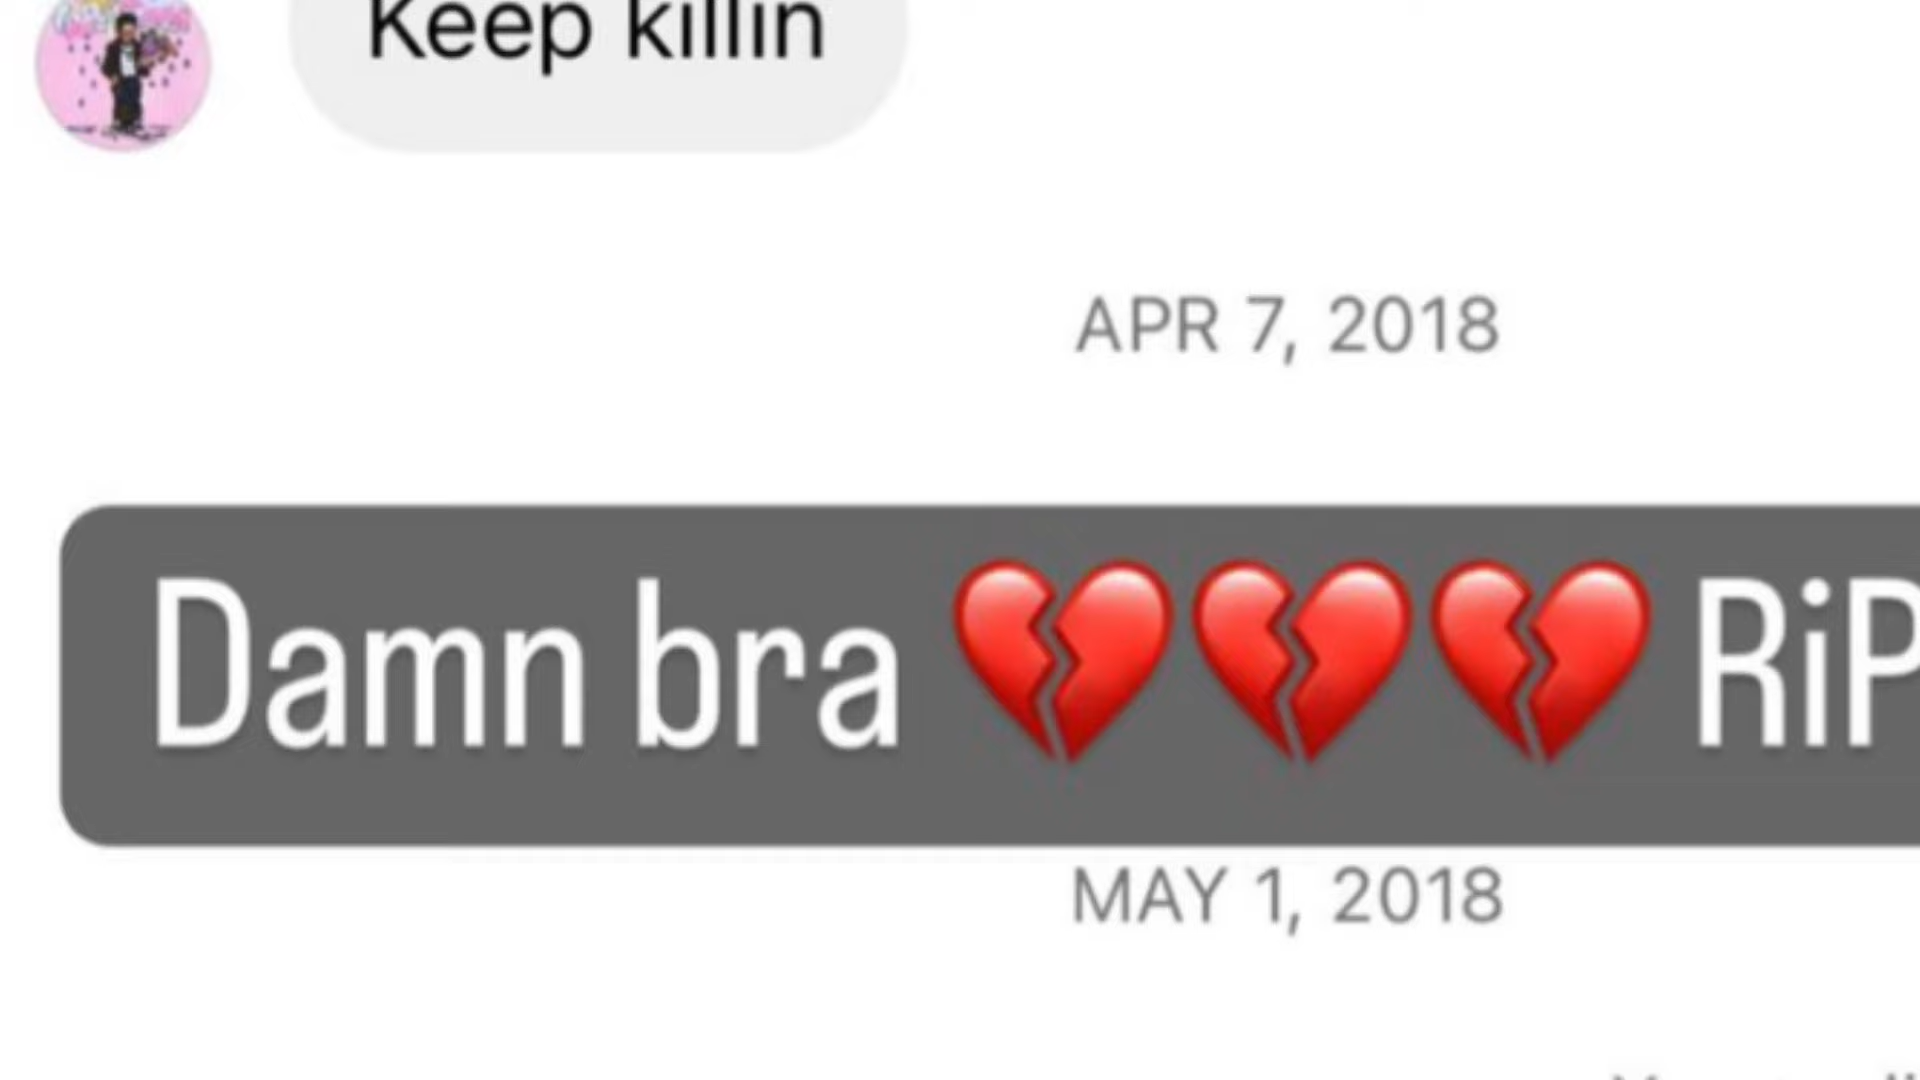 Keep killin
APR 7, 2018
Damn bra 💔💔💔 RiP
MAY 1, 2018